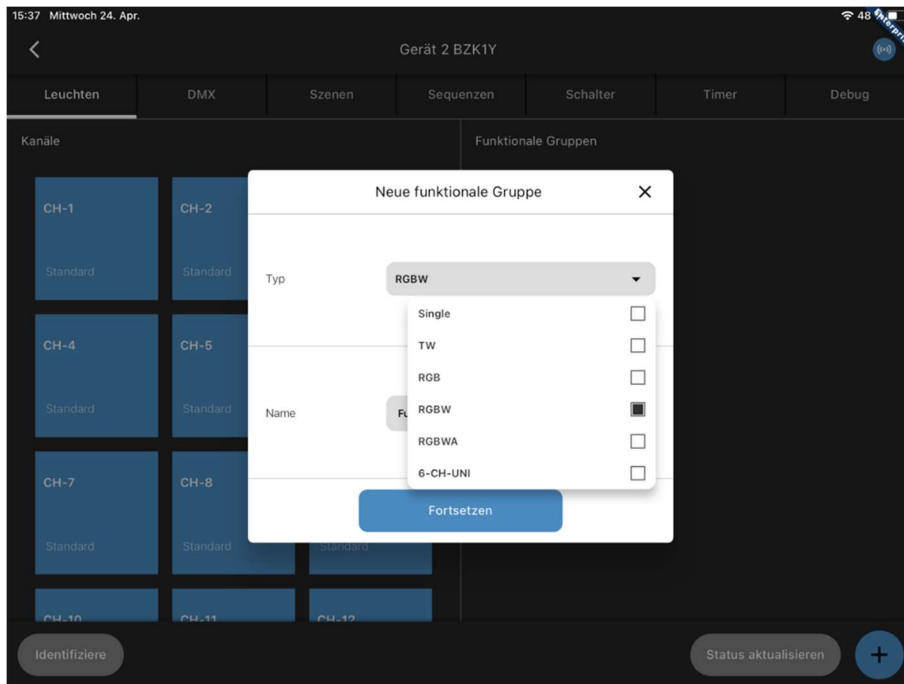 15:37 Mittwoch 24. Apr.
48
Gerät 2 BZK1Y
Leuchten DMX Szenen Sequenzen Schalter Timer Debug
Kanäle
Funktionale Gruppen
Neue funktionale Gruppe
CH-1
CH-2
Standard
Standard
Typ
RGBW
Single
TW
RGB
RGBW
RGBWA
6-CH-UNI
CH-4
CH-5
Standard
Standard
Name
Fortsetzen
CH-7
CH-8
Standard
Standard
Standard
CH-10
CH-11
CH-12
Identifiziere
Status aktualisieren